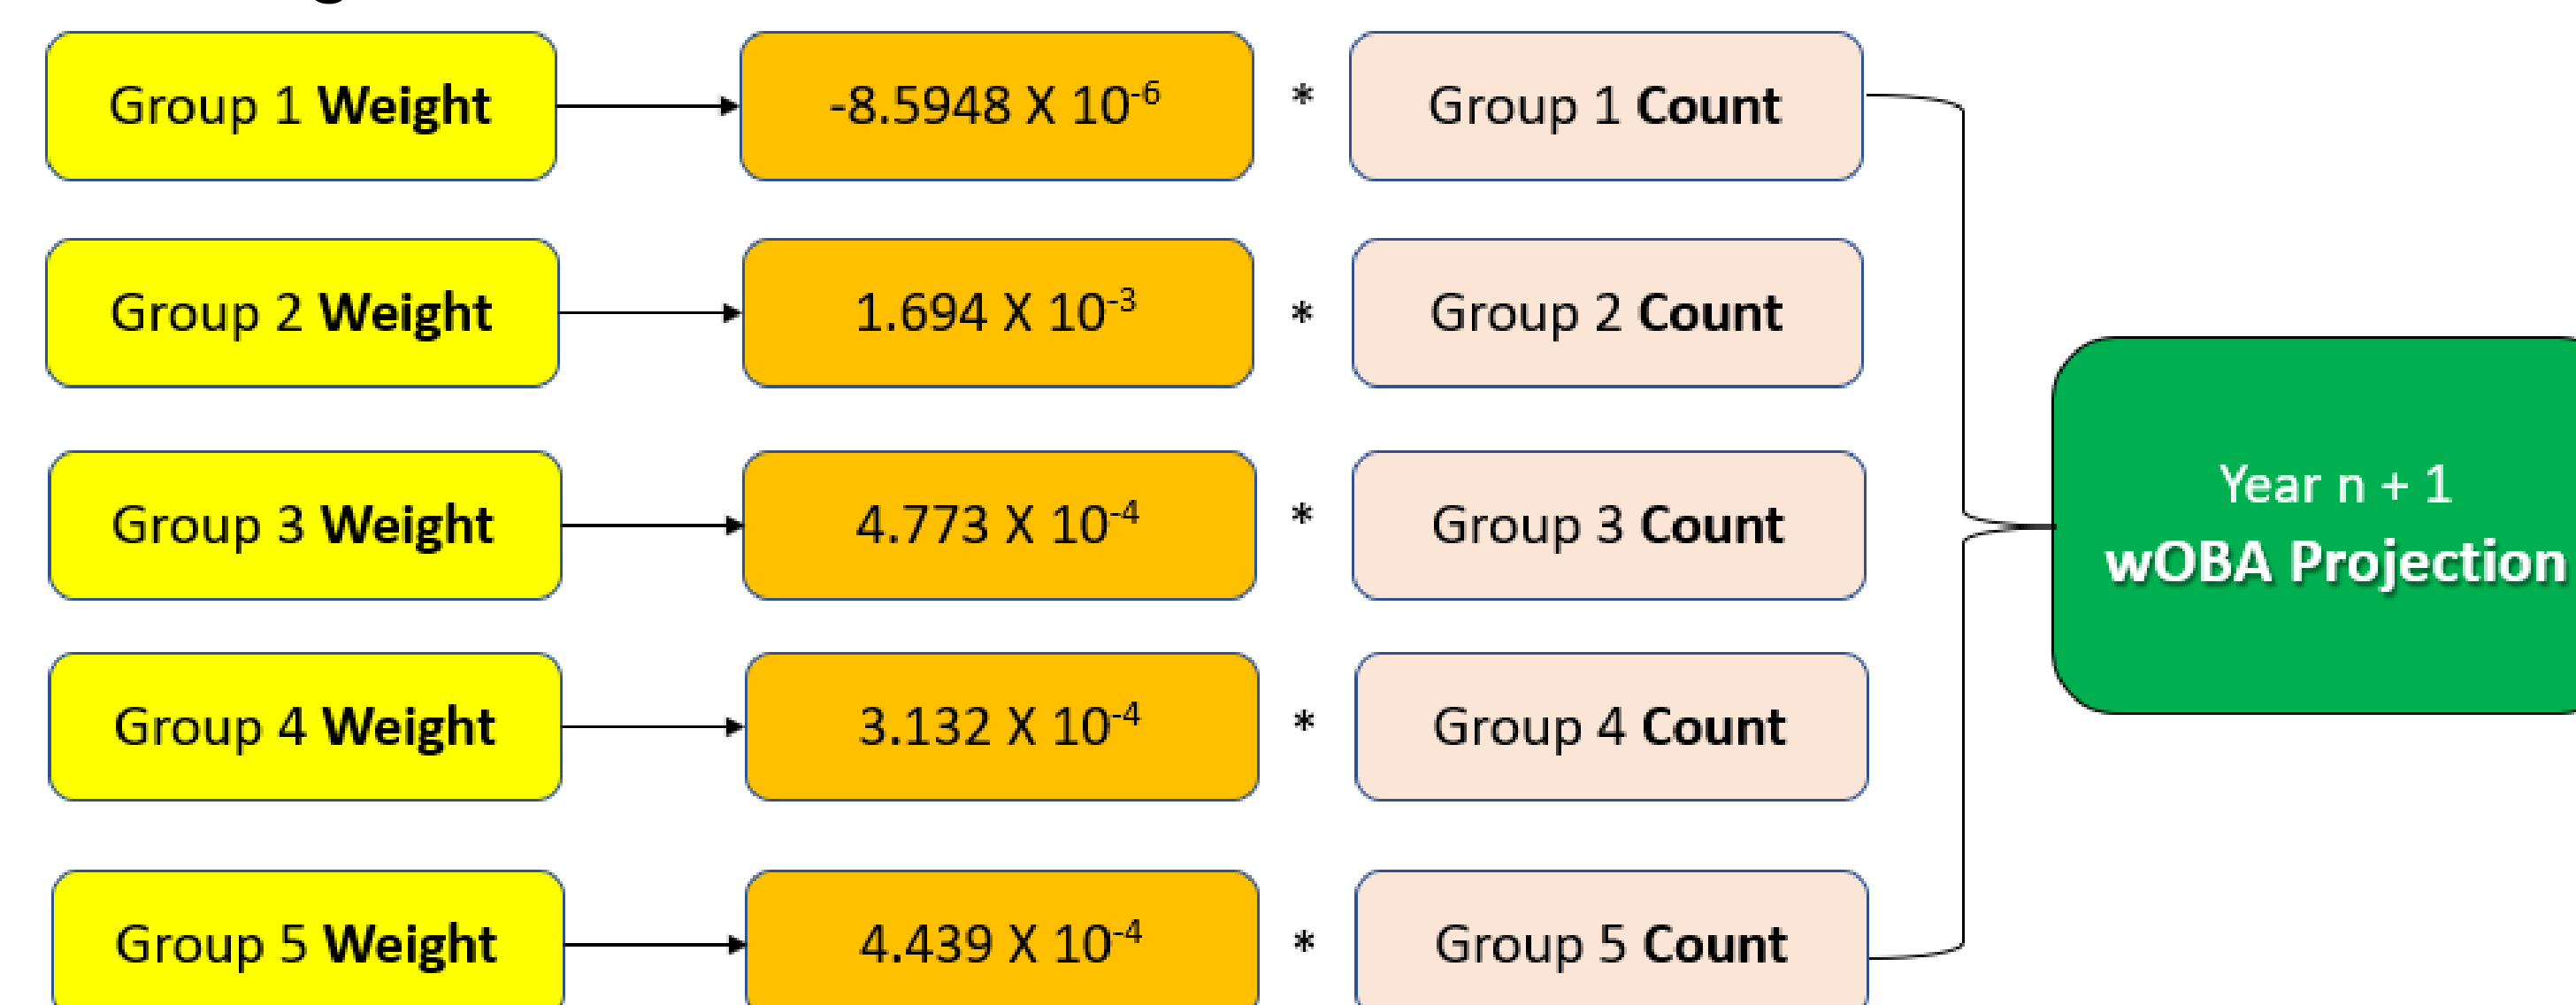 Group 1 Weight -8.5948 X 10⁻⁶ * Group 1 Count
Group 2 Weight 1.694 X 10⁻³ * Group 2 Count
Year n + 1
wOBA Projection
Group 3 Weight 4.773 X 10⁻⁴ * Group 3 Count
Group 4 Weight 3.132 X 10⁻⁴ * Group 4 Count
Group 5 Weight 4.439 X 10⁻⁴ * Group 5 Count